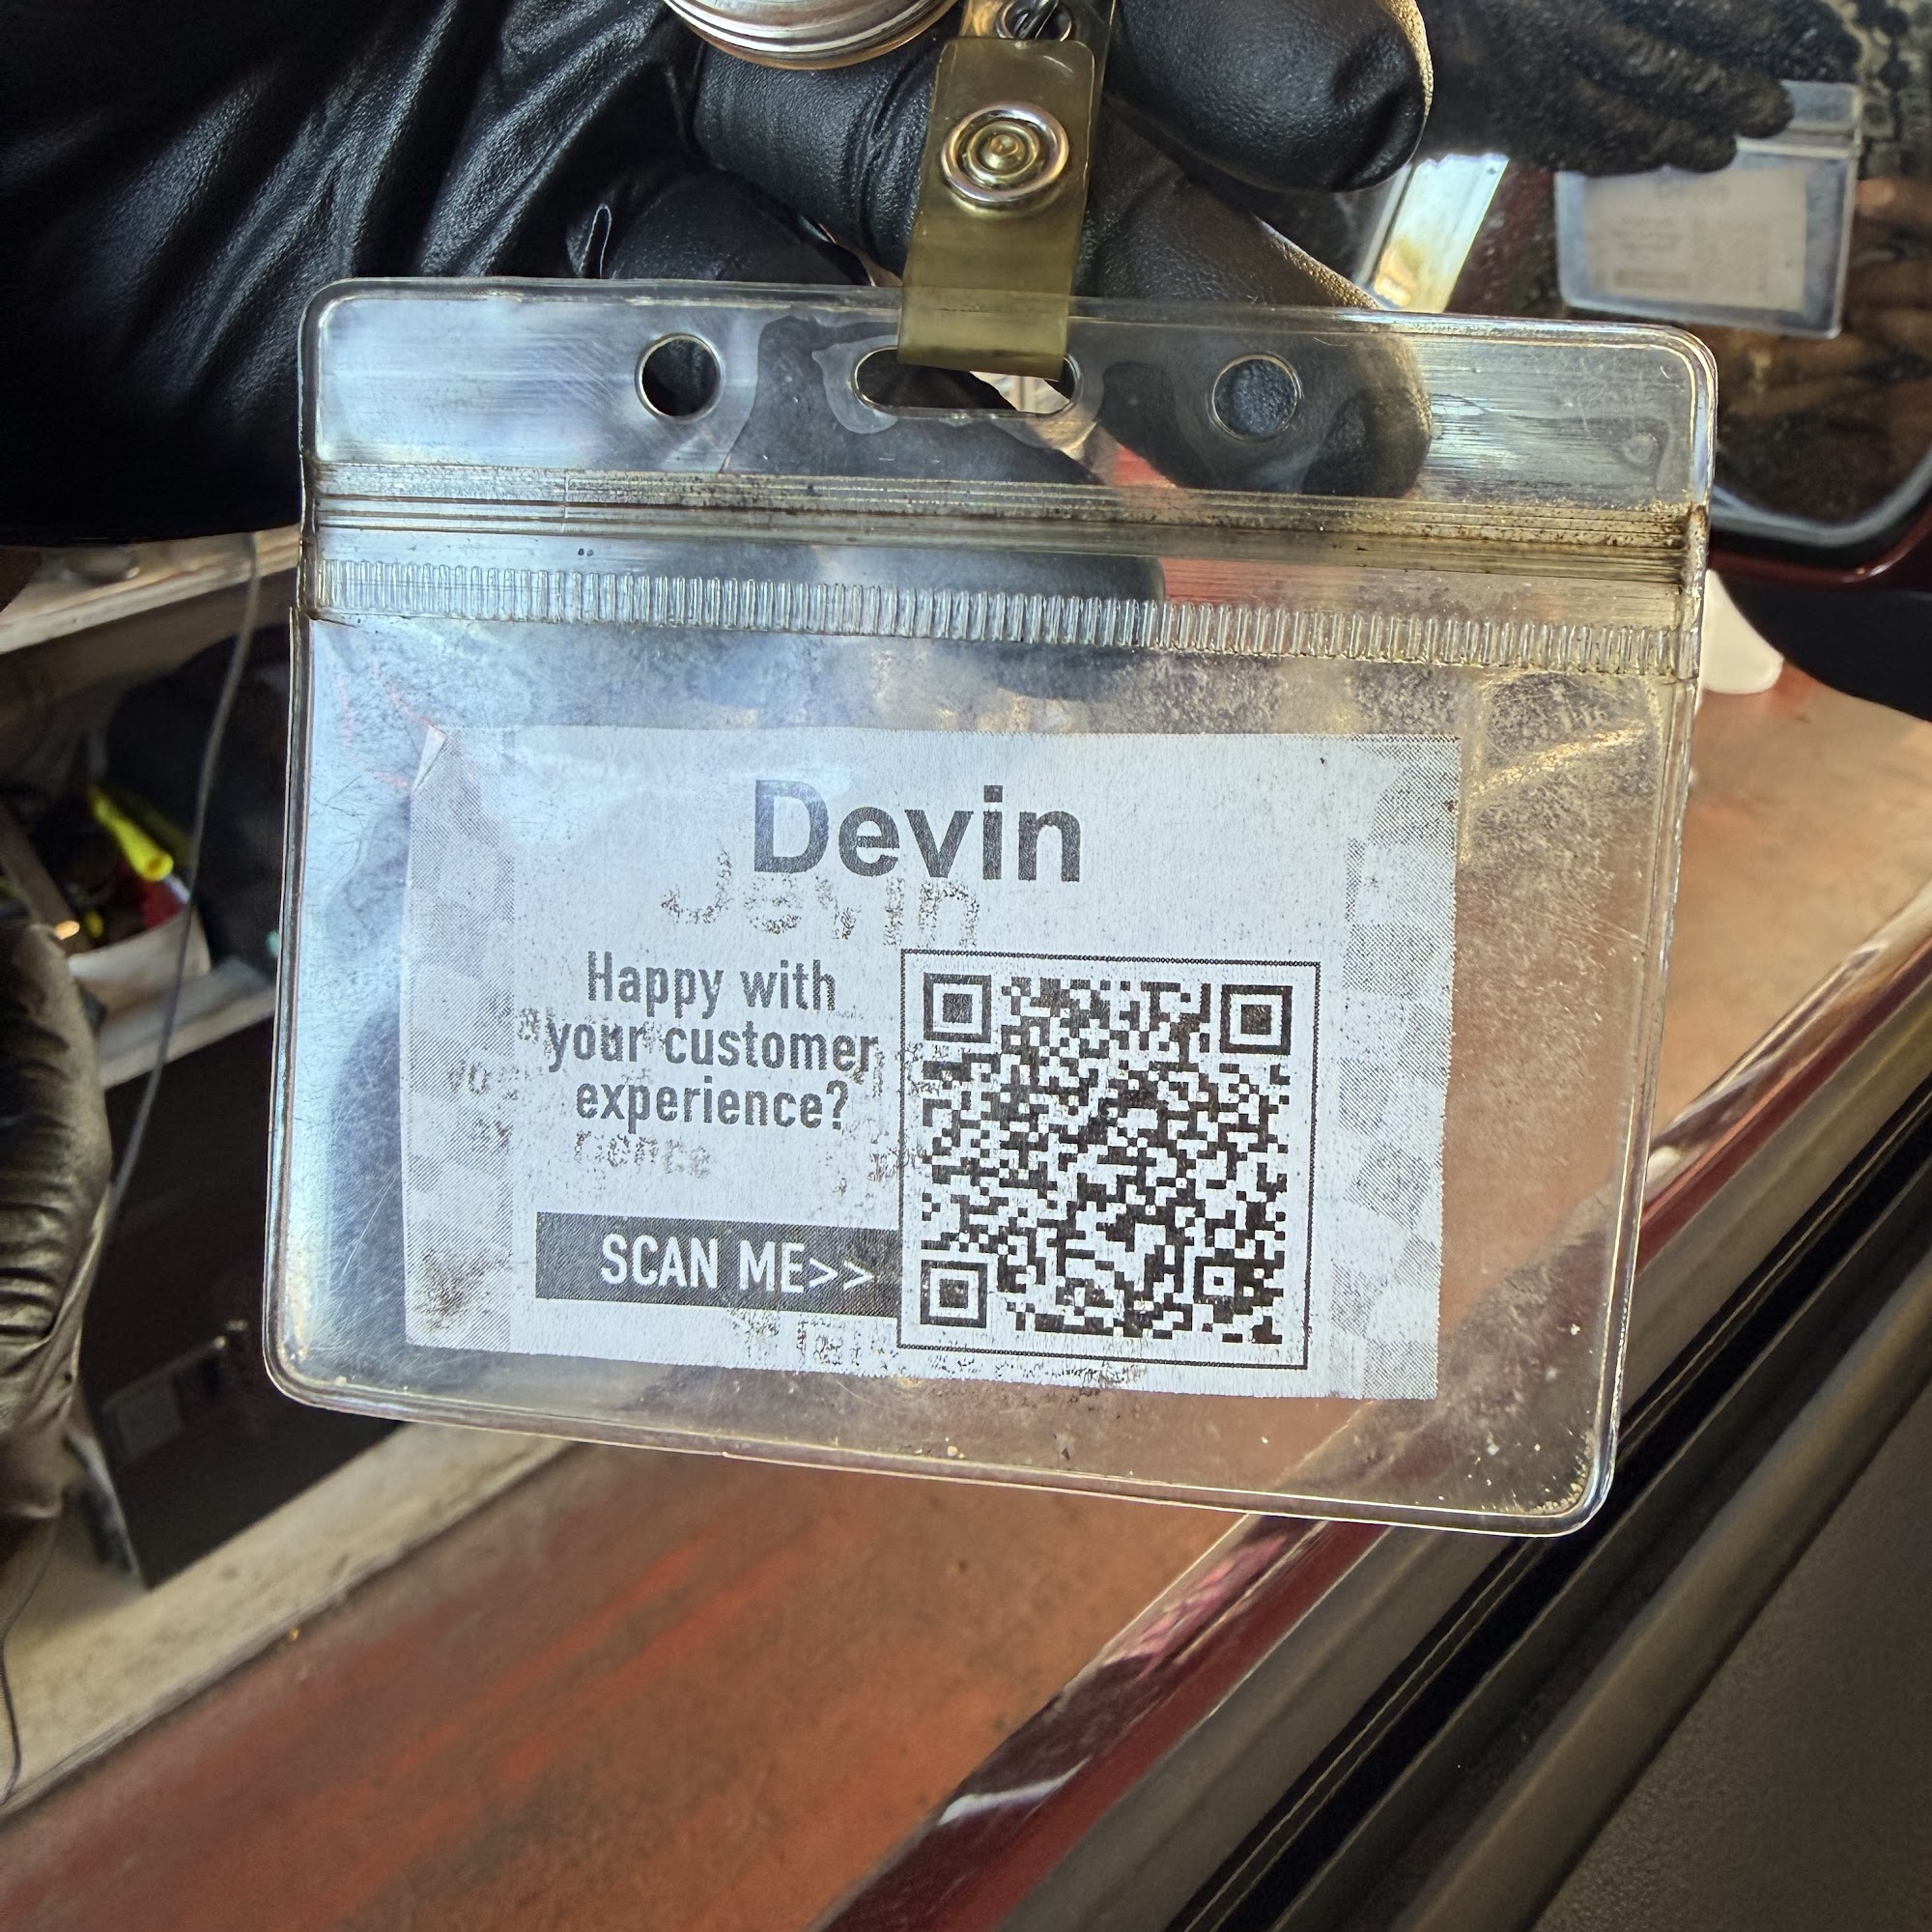 Devin
Happy with
your customer
experience?
SCAN ME>>